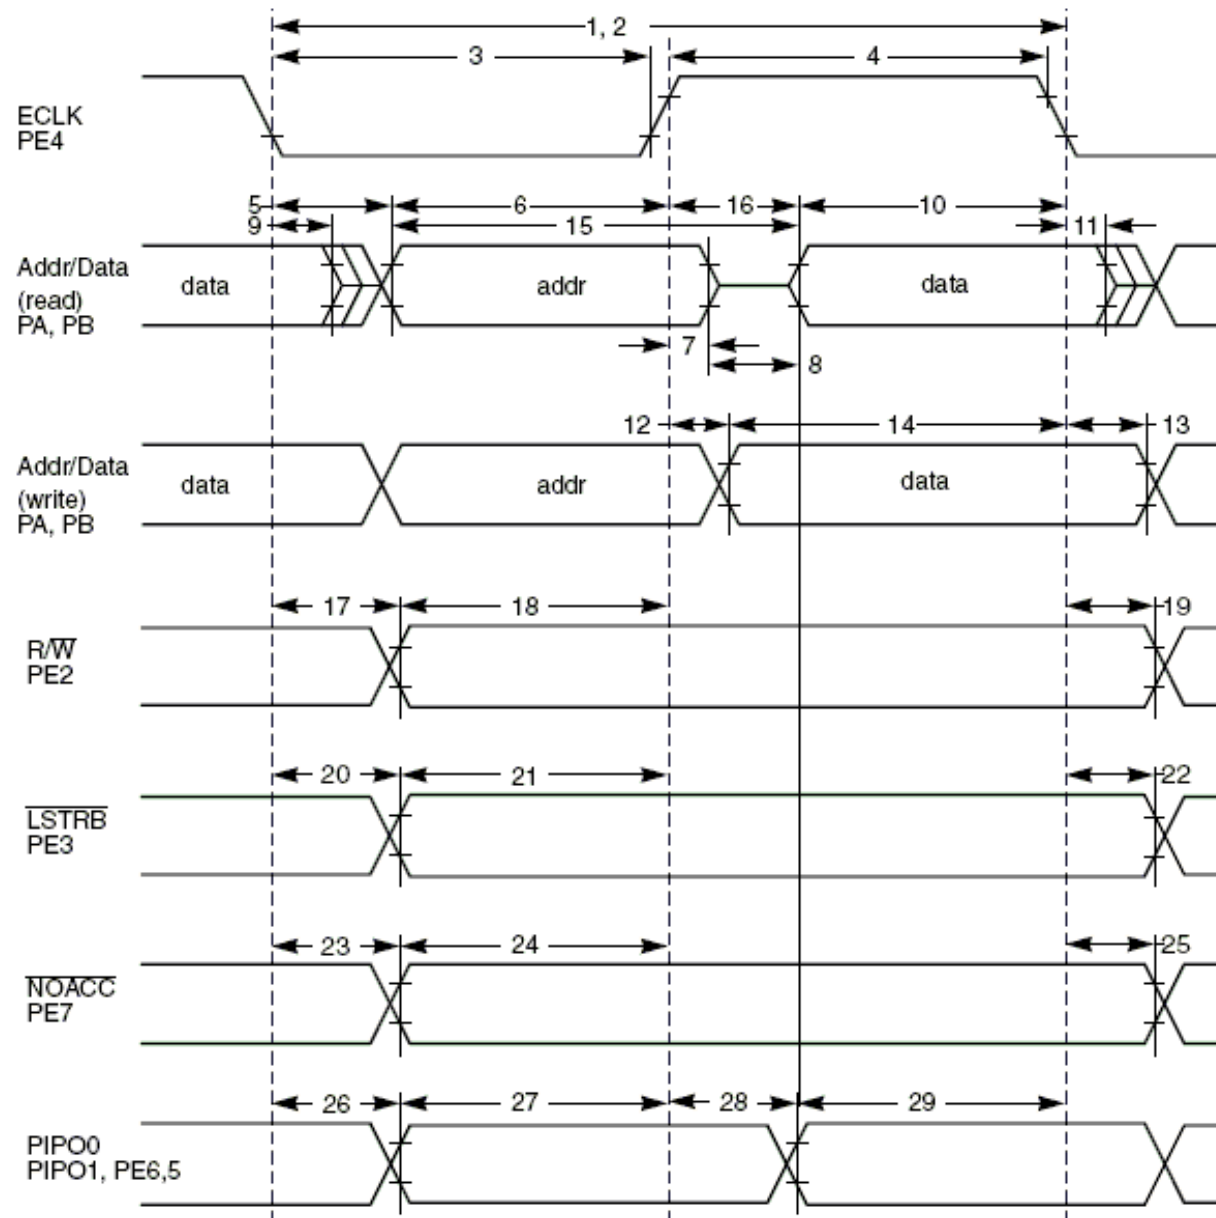 1, 2
3 4
ECLK
PE4
5 6 16 10
9 15 11
Addr/Data
(read)
PA, PB
data addr data
7
8
12 14 13
Addr/Data
(write)
PA, PB
data addr data
17 18 19
R/W
PE2
20 21 22
LSTRB
PE3
23 24 25
NOACC
PE7
26 27 28 29
PIPO0
PIPO1, PE6,5